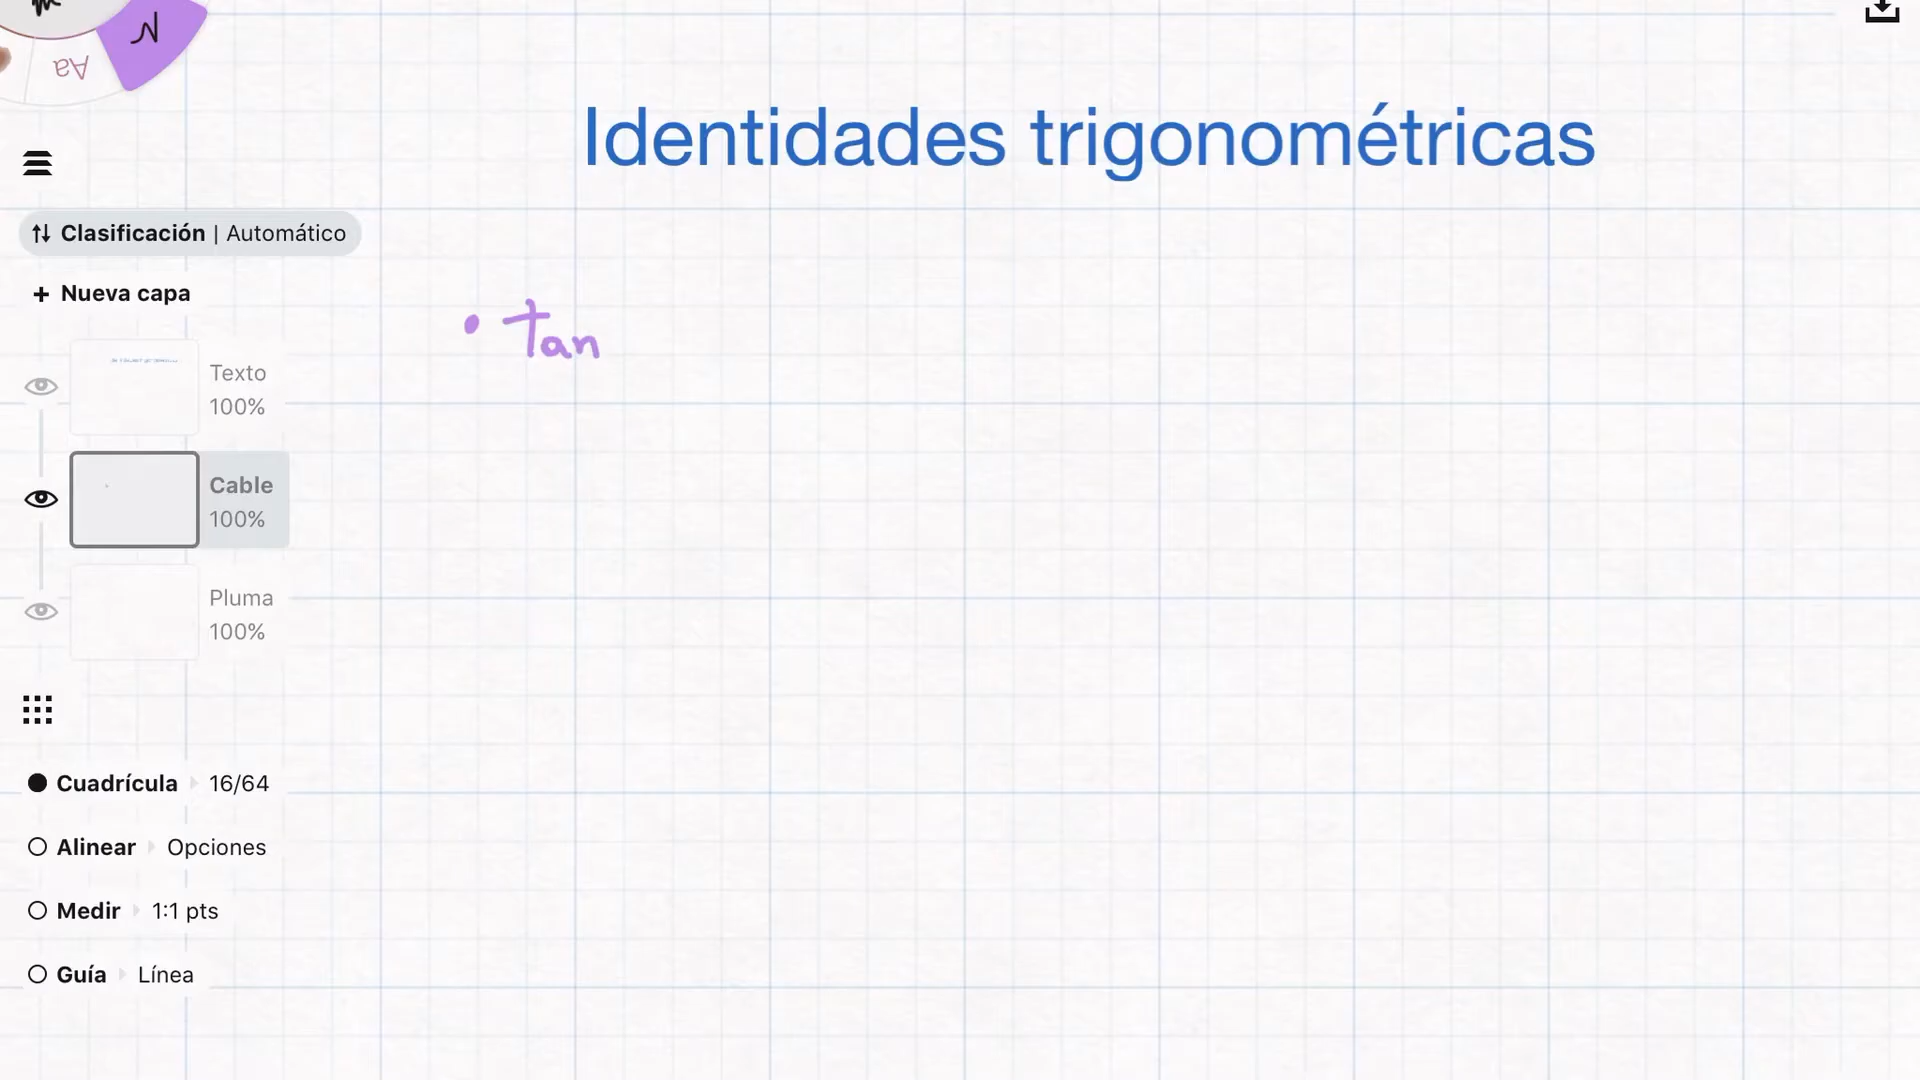 Aa
Identidades trigonométricas
Clasificación | Automático
+ Nueva capa
• tan
Texto
100%
Cable
100%
Pluma
100%
Cuadrícula 16/64
Alinear Opciones
Medir 1:1 pts
Guía Línea